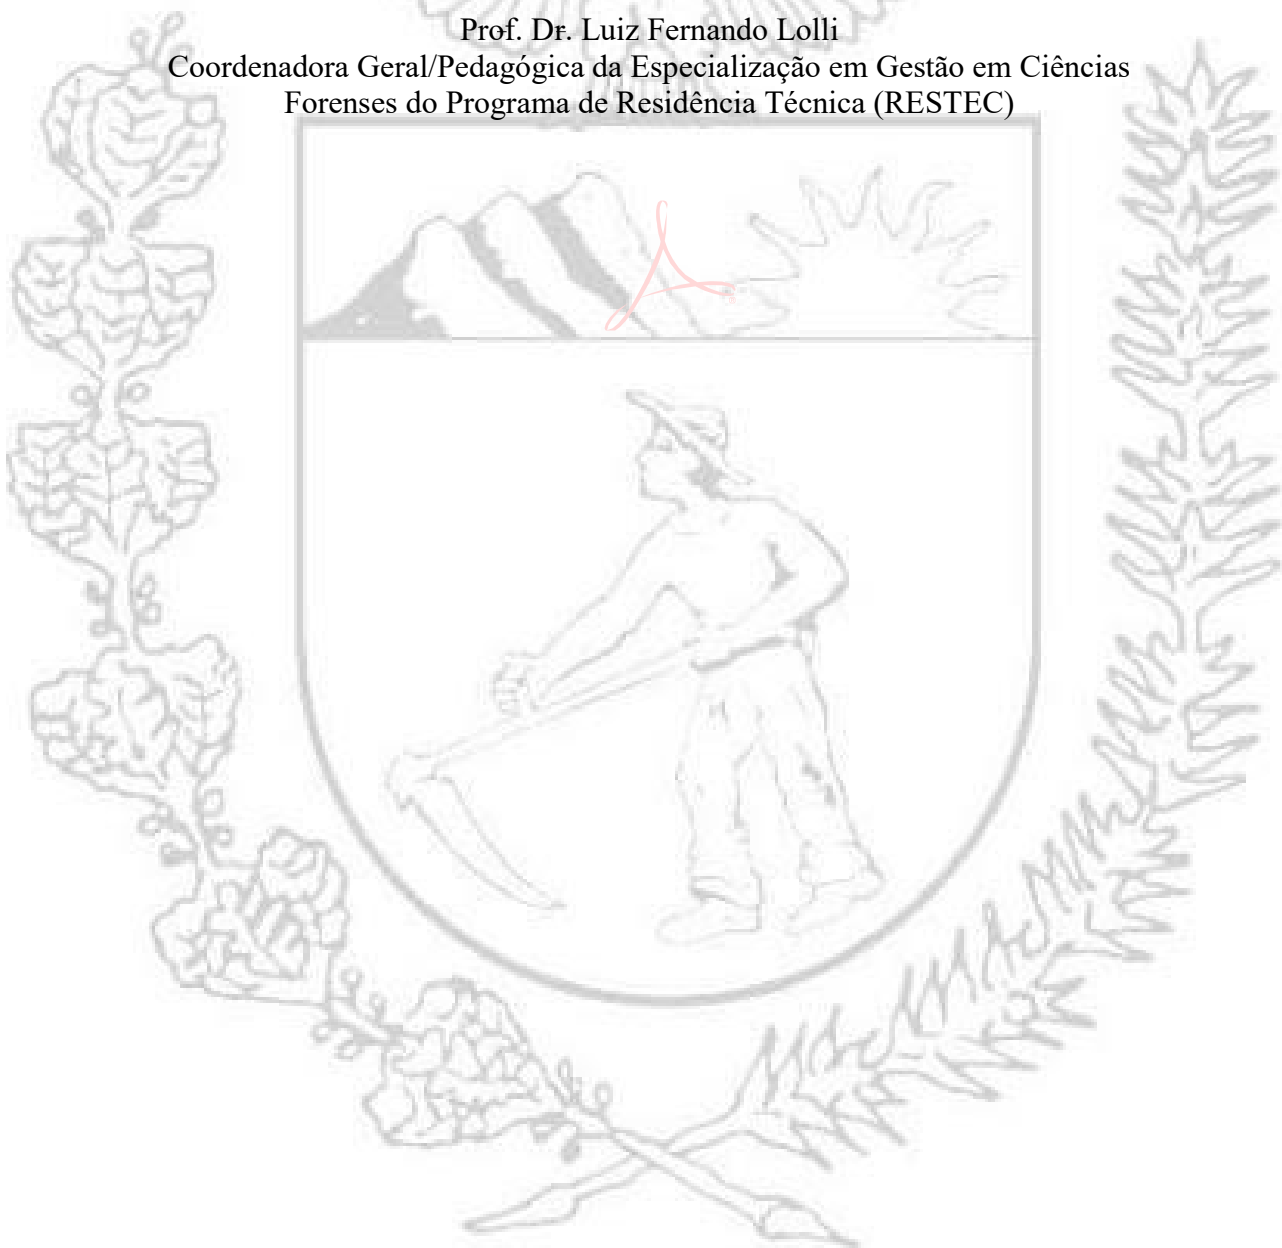 Prof. Dr. Luiz Fernando Lolli
Coordenadora Geral/Pedagógica da Especialização em Gestão em Ciências
Forenses do Programa de Residência Técnica (RESTEC)